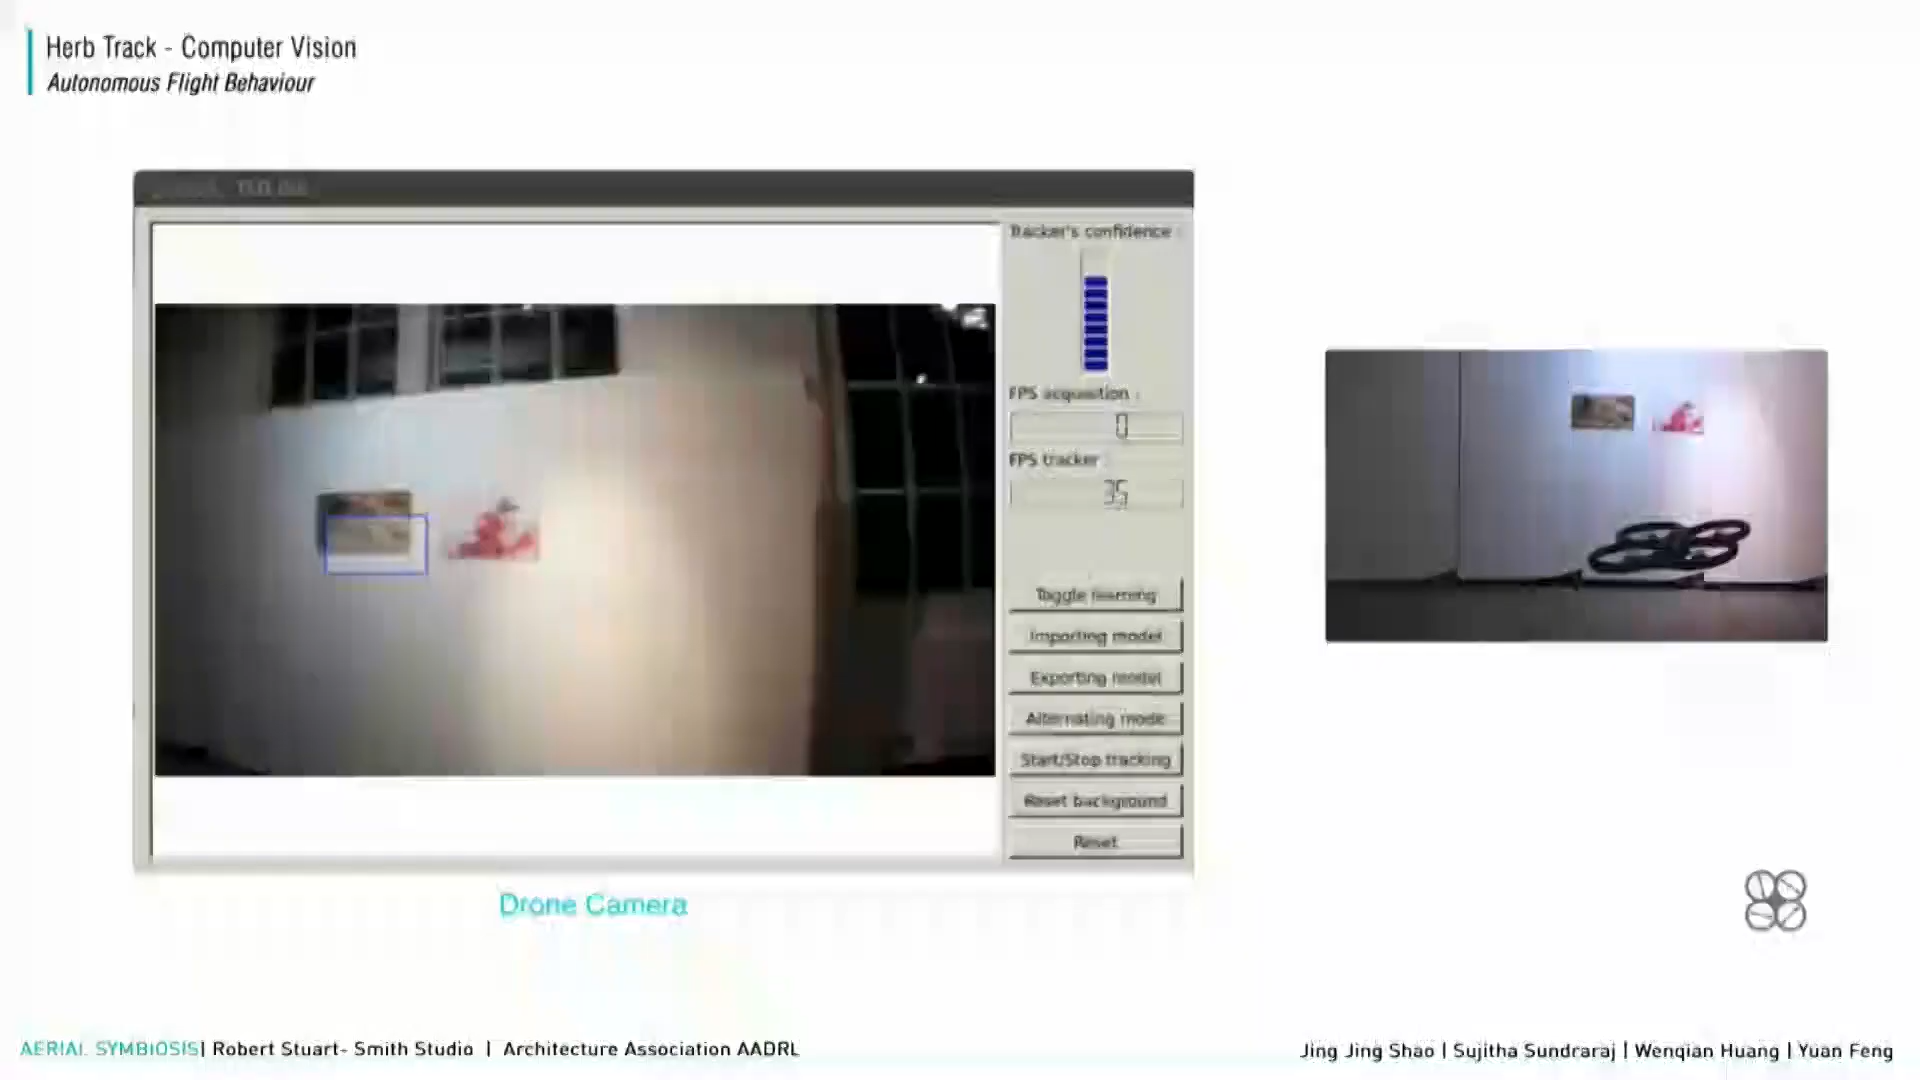 Herb Track - Computer Vision
Autonomous Flight Behaviour
Tracker's confidence :
FPS acquisition :
0
FPS tracker :
35
Toggle learning
Importing model
Exporting model
Alternating mode
Start/Stop tracking
Reset background
Reset
Drone Camera
AERIAL SYMBIOSIS| Robert Stuart- Smith Studio | Architecture Association AADRL
Jing Jing Shao | Sujitha Sundraraj | Wenqian Huang | Yuan Feng